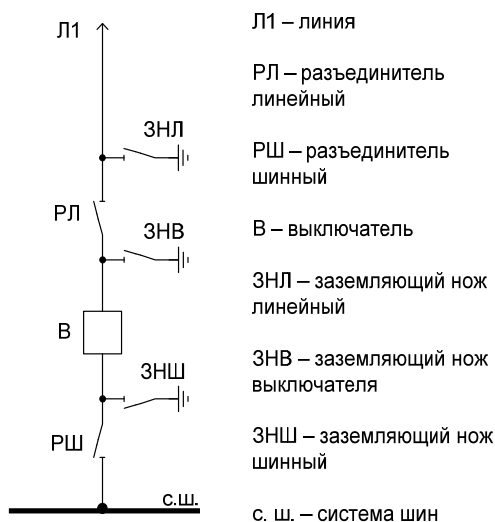 Л1
ЗНЛ
РЛ
ЗНВ
В
ЗНШ
РШ
с.ш.
Л1 – линия
РЛ – разъединитель
линейный
РШ – разъединитель
шинный
В – выключатель
ЗНЛ – заземляющий нож
линейный
ЗНВ – заземляющий нож
выключателя
ЗНШ – заземляющий нож
шинный
с. ш. – система шин